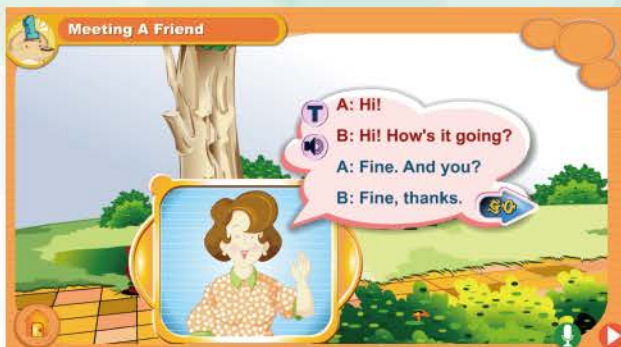 Meeting A Friend
T
A: Hi!
B: Hi! How's it going?
A: Fine. And you?
B: Fine, thanks.
GO